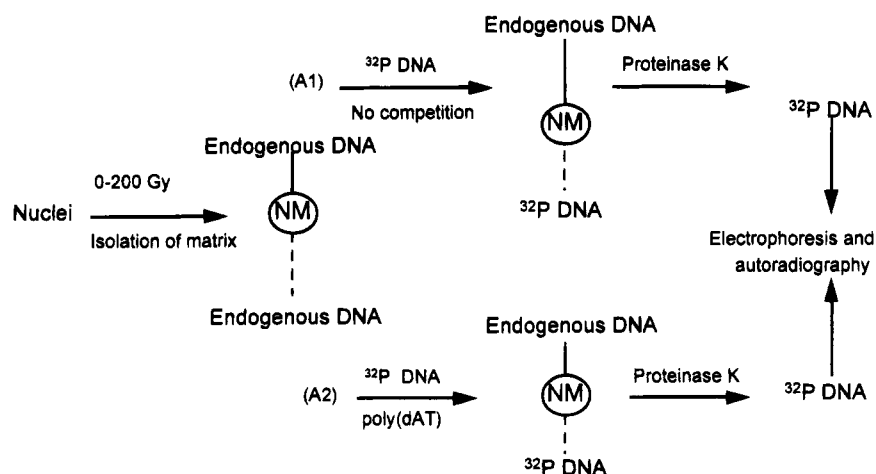 Endogenous DNA
(A1)
³²P DNA
No competition
Proteinase K
NM
³²P DNA
³²P DNA
Endogenous DNA
0-200 Gy
Nuclei
NM
Isolation of matrix
Endogenous DNA
Electrophoresis and
autoradiography
Endogenous DNA
(A2)
³²P DNA
poly(dAT)
NM
Proteinase K
³²P DNA
³²P DNA